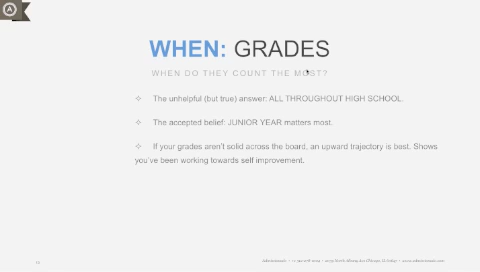 A
WHEN: GRADES
WHEN DO THEY COUNT THE MOST?
The unhelpful (but true) answer: ALL THROUGHOUT HIGH SCHOOL.
The accepted belief: JUNIOR YEAR matters most.
If your grades aren't solid across the board, an upward trajectory is best. Shows
you've been working towards self improvement.